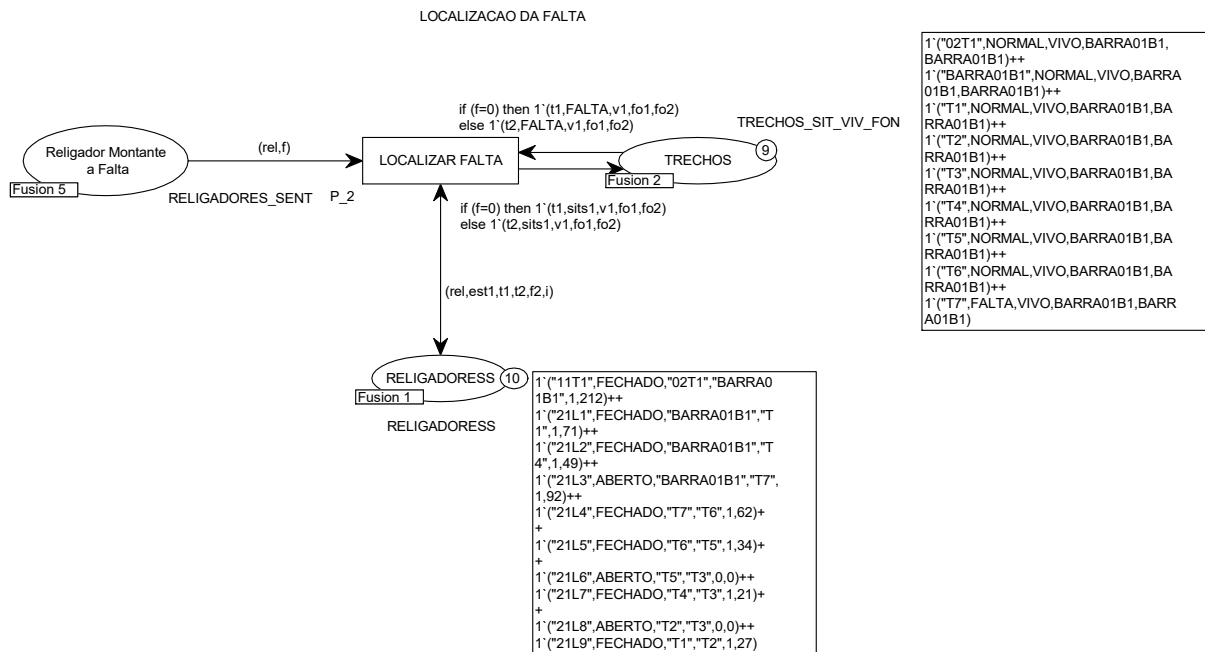 LOCALIZACAO DA FALTA
1`("02T1",NORMAL,VIVO,BARRA01B1,
BARRA01B1)++
1`("BARRA01B1",NORMAL,VIVO,BARRA
01B1,BARRA01B1)++
1`("T1",NORMAL,VIVO,BARRA01B1,BA
RRA01B1)++
1`("T2",NORMAL,VIVO,BARRA01B1,BA
RRA01B1)++
1`("T3",NORMAL,VIVO,BARRA01B1,BA
RRA01B1)++
1`("T4",NORMAL,VIVO,BARRA01B1,BA
RRA01B1)++
1`("T5",NORMAL,VIVO,BARRA01B1,BA
RRA01B1)++
1`("T6",NORMAL,VIVO,BARRA01B1,BA
RRA01B1)++
1`("T7",FALTA,VIVO,BARRA01B1,BARR
A01B1)
if (f=0) then 1`(t1,FALTA,v1,fo1,fo2)
else 1`(t2,FALTA,v1,fo1,fo2)
TRECHOS_SIT_VIV_FON
Religador Montante
a Falta
Fusion 5
(rel,f)
RELIGADORES_SENT
LOCALIZAR FALTA
P_2
TRECHOS
9
Fusion 2
if (f=0) then 1`(t1,sits1,v1,fo1,fo2)
else 1`(t2,sits1,v1,fo1,fo2)
(rel,est1,t1,t2,f2,i)
RELIGADORESS
10
Fusion 1
RELIGADORESS
1`("11T1",FECHADO,"02T1","BARRA0
1B1",1,212)++
1`("21L1",FECHADO,"BARRA01B1","T
1",1,71)++
1`("21L2",FECHADO,"BARRA01B1","T
4",1,49)++
1`("21L3",ABERTO,"BARRA01B1","T7",
1,92)++
1`("21L4",FECHADO,"T7","T6",1,62)+
+
1`("21L5",FECHADO,"T6","T5",1,34)+
+
1`("21L6",ABERTO,"T5","T3",0,0)++
1`("21L7",FECHADO,"T4","T3",1,21)+
+
1`("21L8",ABERTO,"T2","T3",0,0)++
1`("21L9",FECHADO,"T1","T2",1,27)